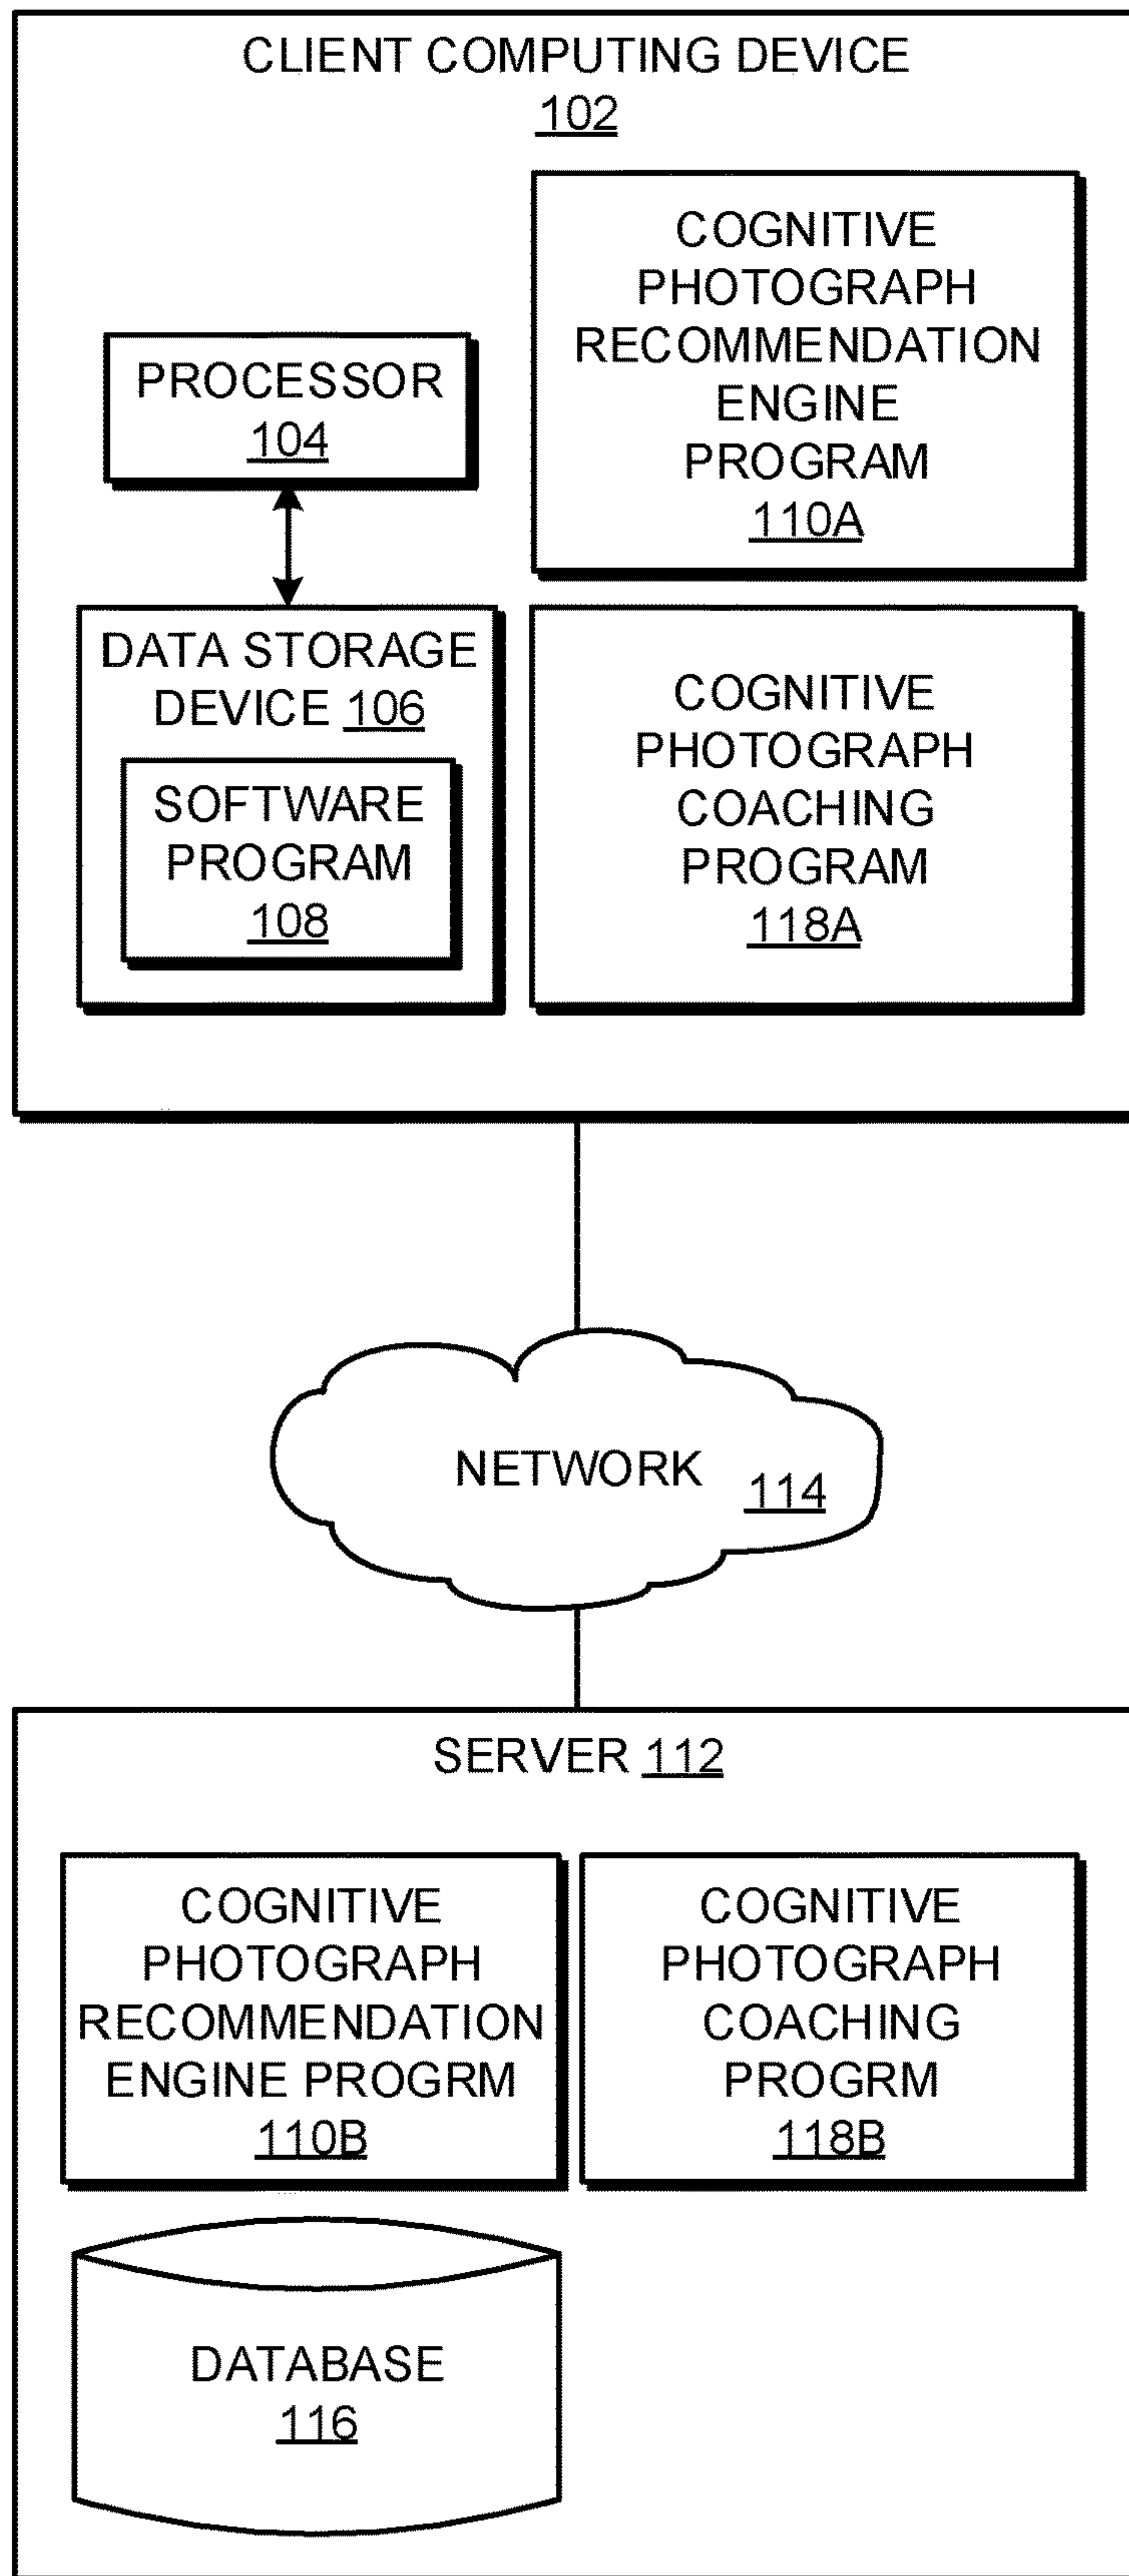 CLIENT COMPUTING DEVICE
102
COGNITIVE
PHOTOGRAPH
RECOMMENDATION
ENGINE
PROGRAM
110A
PROCESSOR
104
DATA STORAGE
DEVICE 106
SOFTWARE
PROGRAM
108
COGNITIVE
PHOTOGRAPH
COACHING
PROGRAM
118A
NETWORK 114
SERVER 112
COGNITIVE
PHOTOGRAPH
RECOMMENDATION
ENGINE PROGRM
110B
COGNITIVE
PHOTOGRAPH
COACHING
PROGRM
118B
DATABASE
116